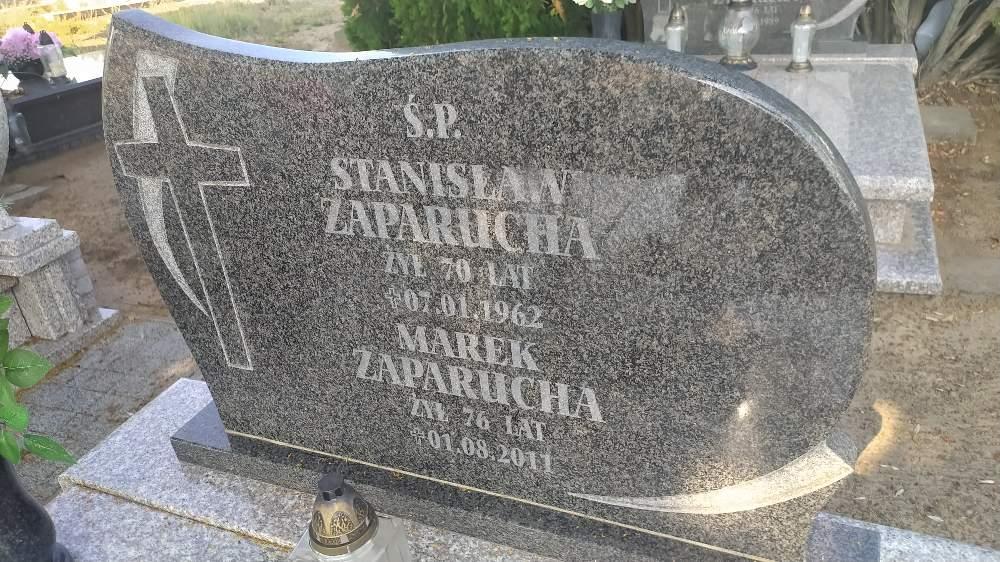 Ś.P.
STANISŁAW
ZAPARUCHA
ŻYŁ 70 LAT
✝07.01.1962
MAREK
ZAPARUCHA
ŻYŁ 76 LAT
✝01.08.2011